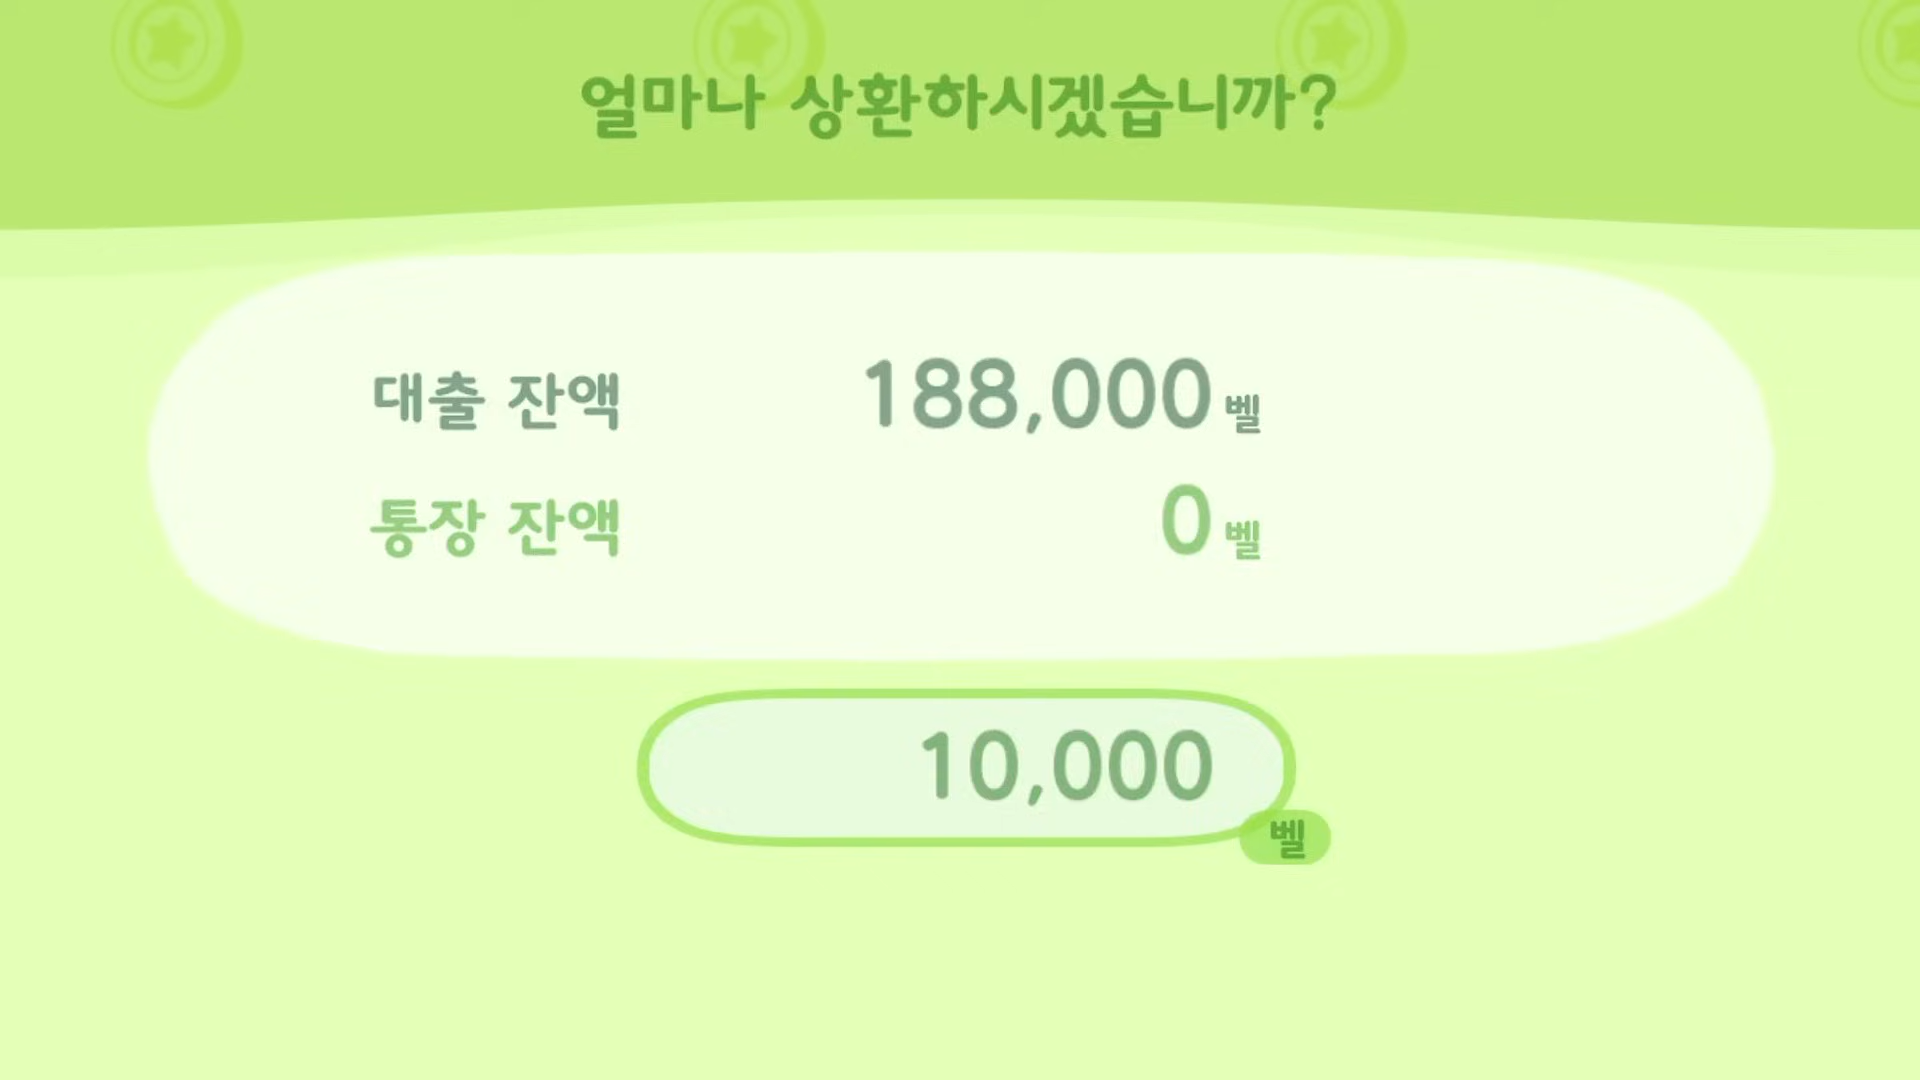 얼마나 상환하시겠습니까?
대출 잔액 188,000 벨
통장 잔액 0 벨
10,000
벨